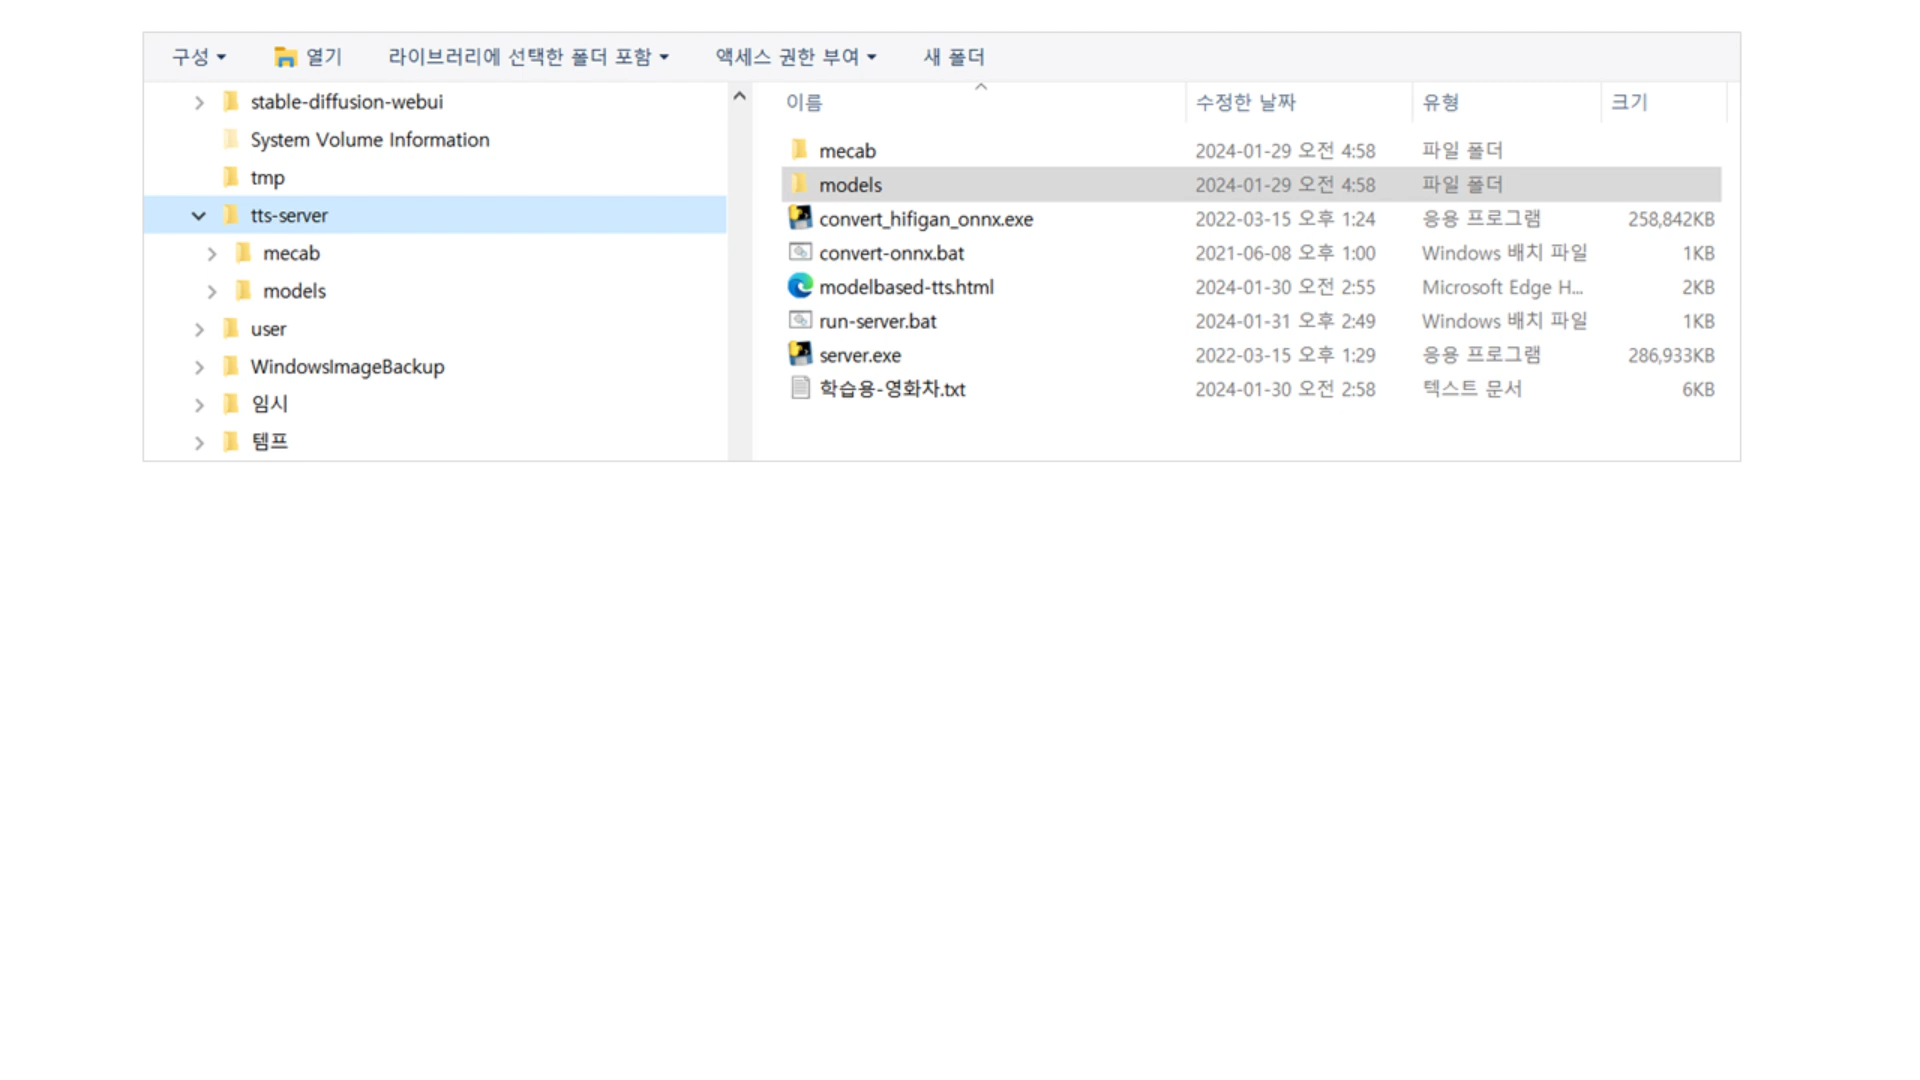 구성 열기 라이브러리에 선택한 폴더 포함 액세스 권한 부여 새 폴더
stable-diffusion-webui
System Volume Information
tmp
tts-server
mecab
models
user
WindowsImageBackup
임시
템프
이름 수정한 날짜 유형 크기
mecab 2024-01-29 오전 4:58 파일 폴더
models 2024-01-29 오전 4:58 파일 폴더
convert_hifigan_onnx.exe 2022-03-15 오후 1:24 응용 프로그램 258,842KB
convert-onnx.bat 2021-06-08 오후 1:00 Windows 배치 파일 1KB
modelbased-tts.html 2024-01-30 오전 2:55 Microsoft Edge H... 2KB
run-server.bat 2024-01-31 오후 2:49 Windows 배치 파일 1KB
server.exe 2022-03-15 오후 1:29 응용 프로그램 286,933KB
学습용-영화차.txt 2024-01-30 오전 2:58 텍스트 문서 6KB